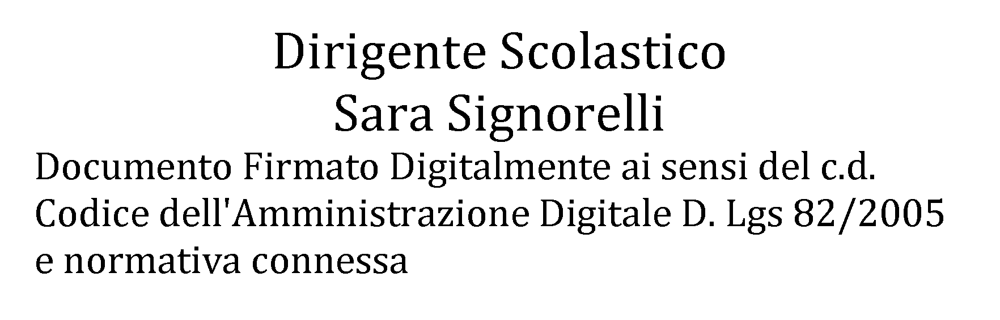 Dirigente Scolastico
Sara Signorelli
Documento Firmato Digitalmente ai sensi del c.d.
Codice dell'Amministrazione Digitale D. Lgs 82/2005
e normativa connessa